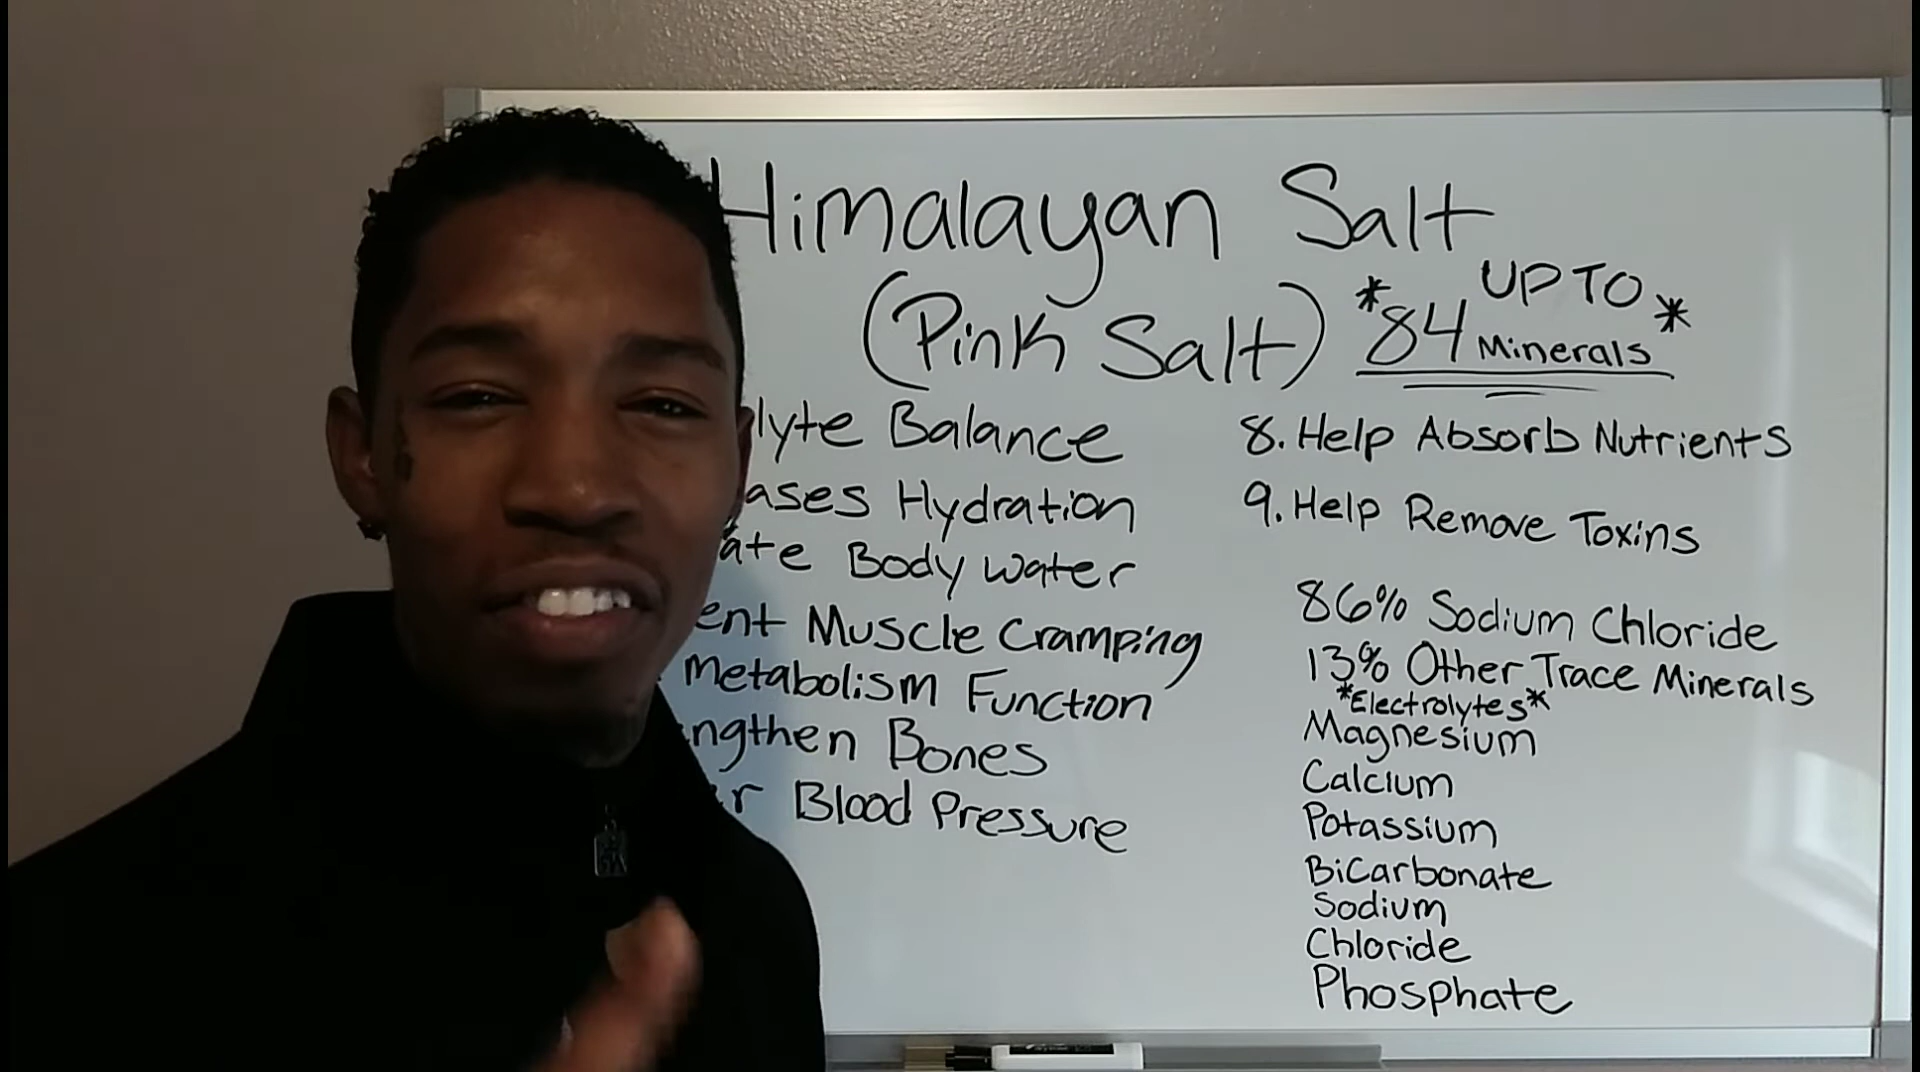 Himalayan Salt
(Pink Salt) *UP TO 84 Minerals*
lyte Balance
ases Hydration
ate Body Water
ent Muscle Cramping
Metabolism Function
ngthen Bones
r Blood Pressure
8. Help Absorb Nutrients
9. Help Remove Toxins
86% Sodium Chloride
13% Other Trace Minerals
*Electrolytes*
Magnesium
Calcium
Potassium
BiCarbonate
Sodium
Chloride
Phosphate